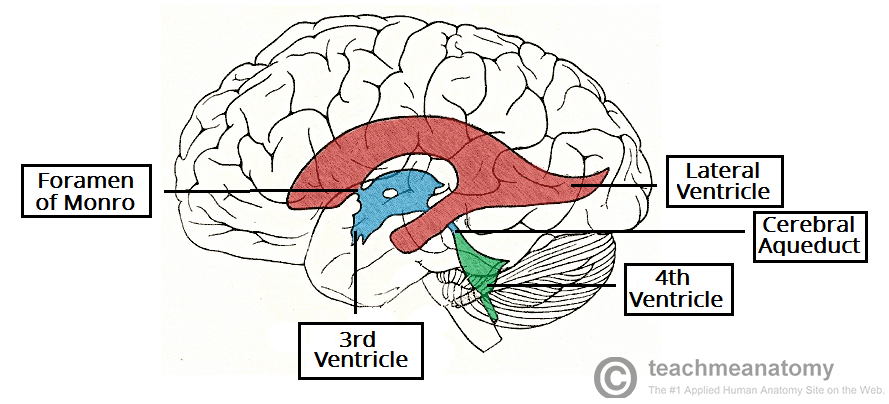 Foramen
of Monro
Lateral
Ventricle
Cerebral
Aqueduct
4th
Ventricle
3rd
Ventricle
© teachmeanatomy
The #1 Applied Human Anatomy Site on the Web.